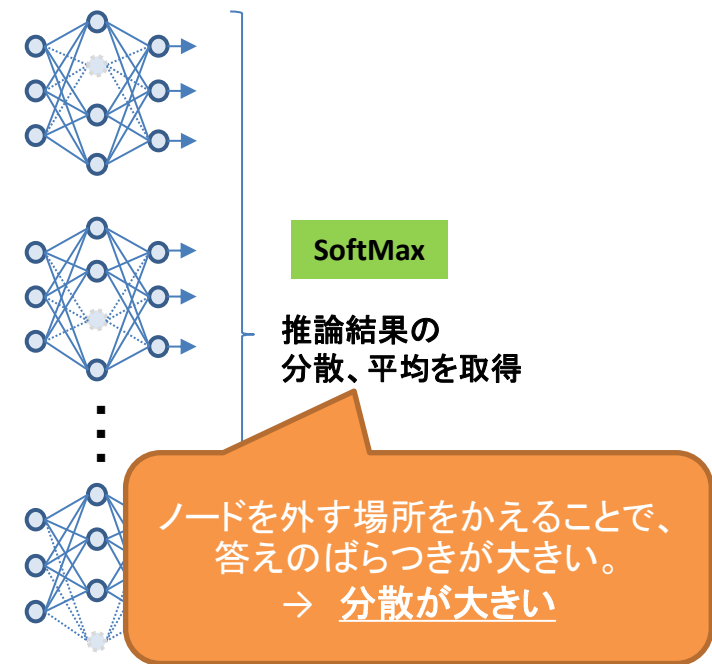 SoftMax
推論結果の
分散、平均を取得
ノードを外す場所をかえることで、
答えのばらつきが大きい。
→ 分散が大きい